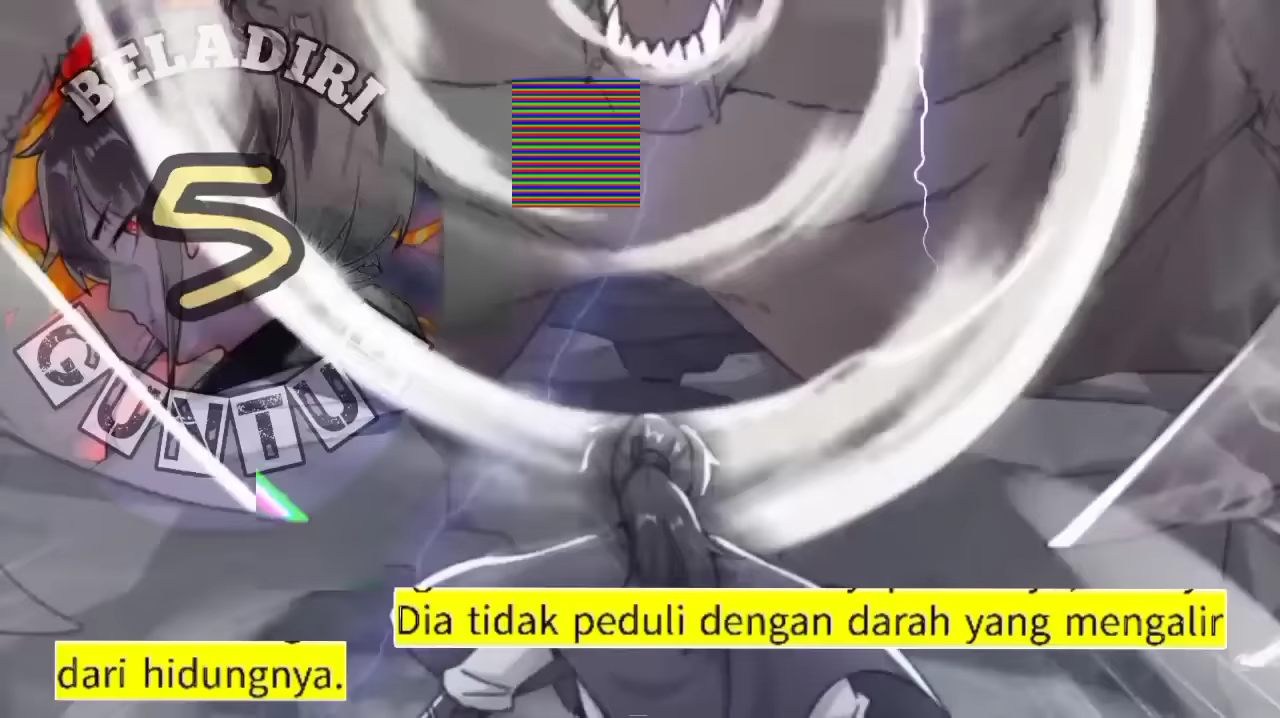 BELADIRI
5
GUNTU
Dia tidak peduli dengan darah yang mengalir
dari hidungnya.